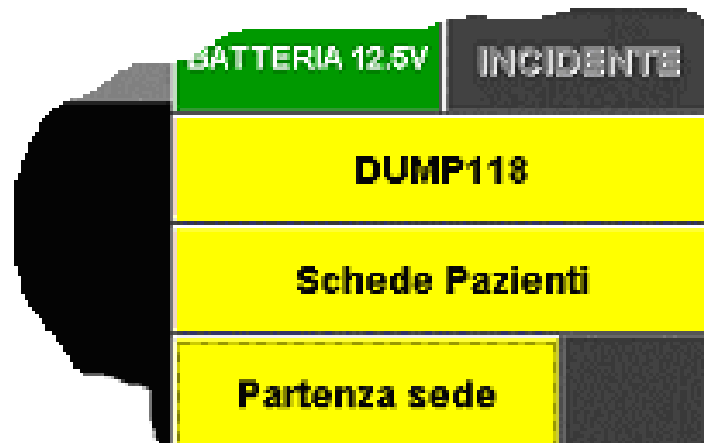 BATTERIA 12.5V INCIDENTE
DUMP118
Schede Pazienti
Partenza sede